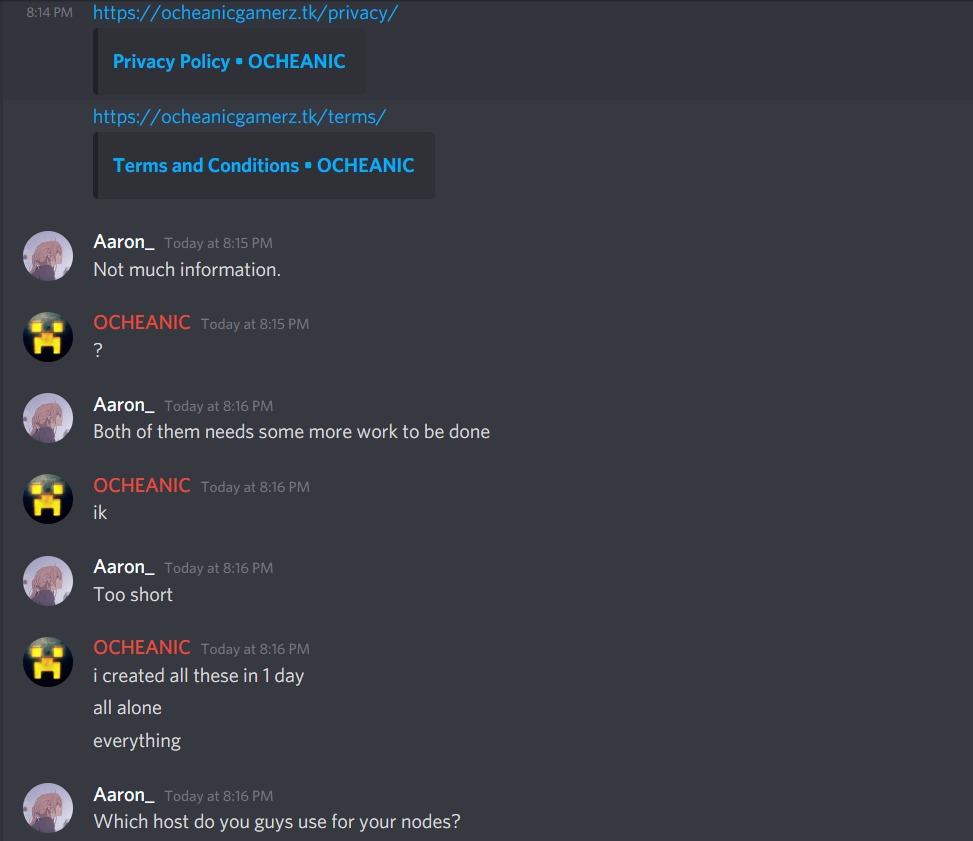 8:14 PM https://ocheanicgamerz.tk/privacy/
Privacy Policy ▪ OCHEANIC
https://ocheanicgamerz.tk/terms/
Terms and Conditions ▪ OCHEANIC
Aaron_ Today at 8:15 PM
Not much information.
OCHEANIC Today at 8:15 PM
?
Aaron_ Today at 8:16 PM
Both of them needs some more work to be done
OCHEANIC Today at 8:16 PM
ik
Aaron_ Today at 8:16 PM
Too short
OCHEANIC Today at 8:16 PM
i created all these in 1 day
all alone
everything
Aaron_ Today at 8:16 PM
Which host do you guys use for your nodes?